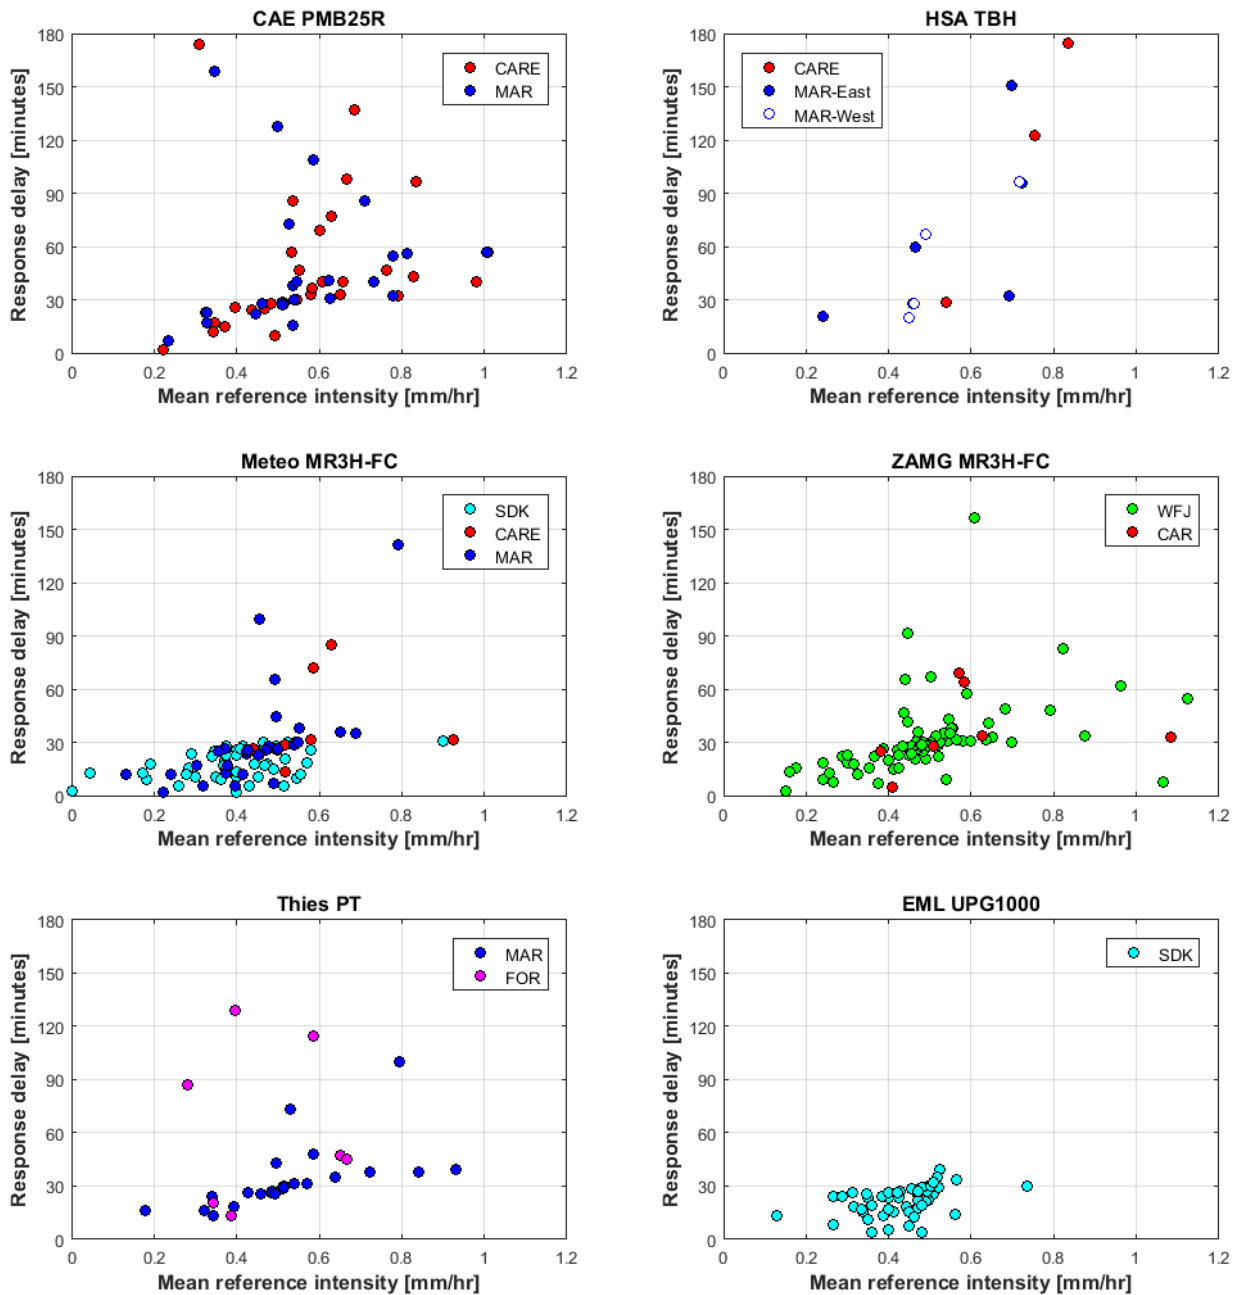 CAE PMB25R
Response delay [minutes]
180
150
120
90
60
30
0
CARE
MAR
0 0.2 0.4 0.6 0.8 1 1.2
Mean reference intensity [mm/hr]
HSA TBH
Response delay [minutes]
180
150
120
90
60
30
0
CARE
MAR-East
MAR-West
0 0.2 0.4 0.6 0.8 1 1.2
Mean reference intensity [mm/hr]
Meteo MR3H-FC
Response delay [minutes]
180
150
120
90
60
30
0
SDK
CARE
MAR
0 0.2 0.4 0.6 0.8 1 1.2
Mean reference intensity [mm/hr]
ZAMG MR3H-FC
Response delay [minutes]
180
150
120
90
60
30
0
WFJ
CAR
0 0.2 0.4 0.6 0.8 1 1.2
Mean reference intensity [mm/hr]
Thies PT
Response delay [minutes]
180
150
120
90
60
30
0
MAR
FOR
0 0.2 0.4 0.6 0.8 1 1.2
Mean reference intensity [mm/hr]
EML UPG1000
Response delay [minutes]
180
150
120
90
60
30
0
SDK
0 0.2 0.4 0.6 0.8 1 1.2
Mean reference intensity [mm/hr]